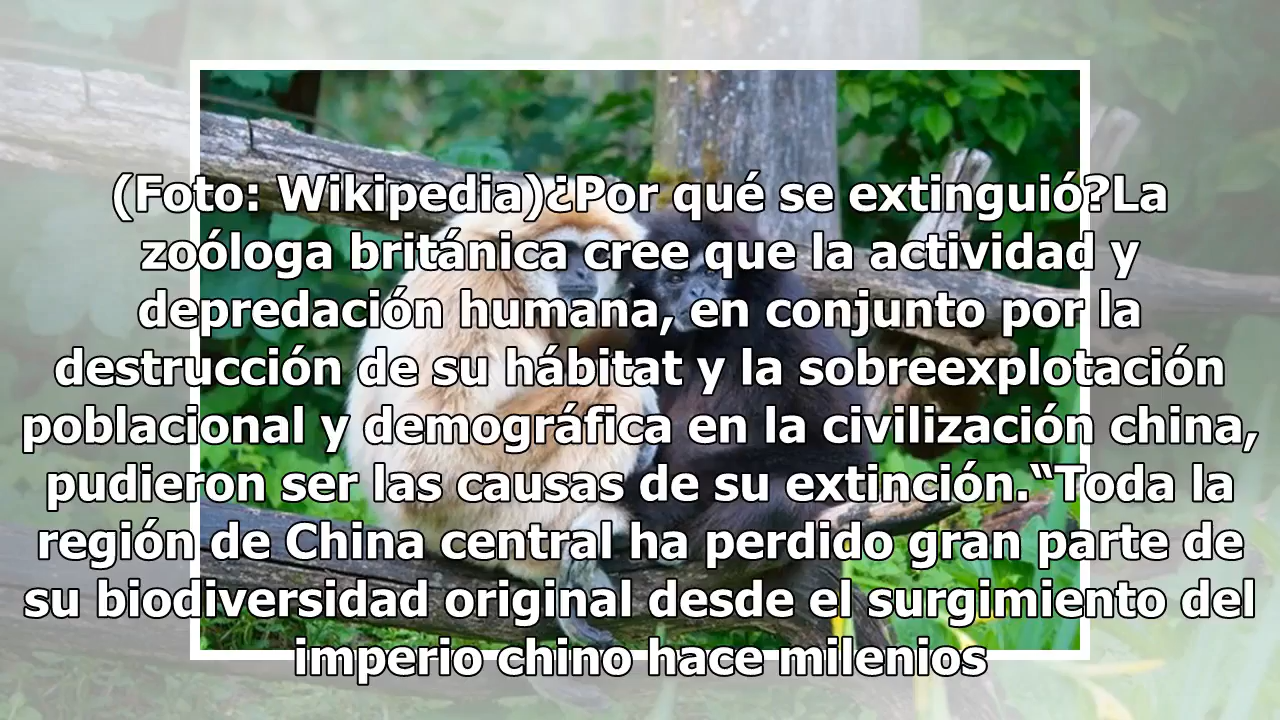 (Foto: Wikipedia)¿Por qué se extinguió?La
zoóloga británica cree que la actividad y
depredación humana, en conjunto por la
destrucción de su hábitat y la sobreexplotación
poblacional y demográfica en la civilización china,
pudieron ser las causas de su extinción.“Toda la
región de China central ha perdido gran parte de
su biodiversidad original desde el surgimiento del
imperio chino hace milenios